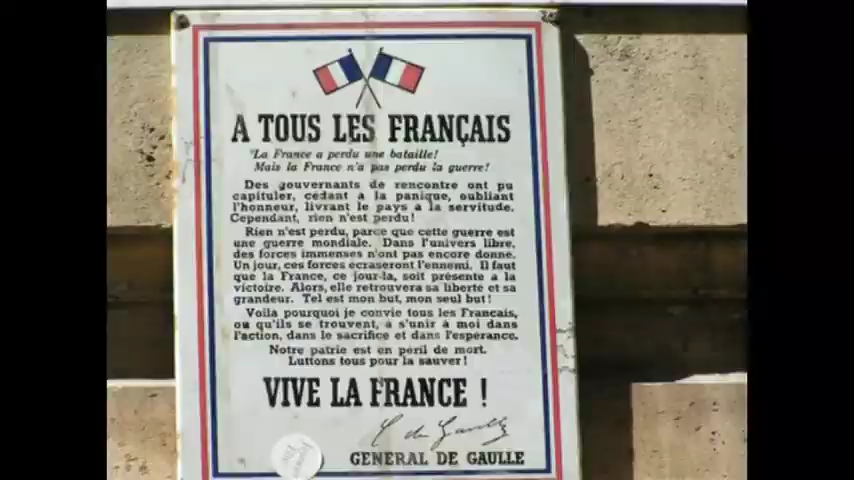 A TOUS LES FRANÇAIS
"La France a perdu une bataille!
Mais la France n'a pas perdu la guerre!
Des gouvernants de rencontre ont pu
capituler, cédant à la panique, oubliant
l'honneur, livrant le pays à la servitude.
Cependant, rien n'est perdu!
Rien n'est perdu, parce que cette guerre est
une guerre mondiale. Dans l'univers libre,
des forces immenses n'ont pas encore donné.
Un jour, ces forces écraseront l'ennemi. Il faut
que la France, ce jour-là, soit présente à la
victoire. Alors, elle retrouvera sa liberté et sa
grandeur. Tel est mon but, mon seul but!
Voilà pourquoi je convie tous les Francais,
où qu'ils se trouvent, à s'unir à moi dans
l'action, dans le sacrifice et dans l'espérance.
Notre patrie est en péril de mort.
Luttons tous pour la sauver!
VIVE LA FRANCE !
C. de Gaulle
GÉNÉRAL DE GAULLE